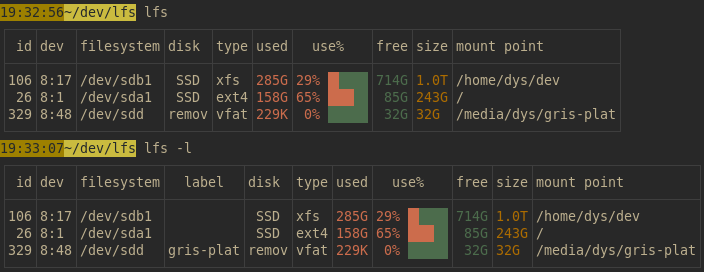 19:32:56~/dev/lfs lfs
id dev filesystem disk type used use% free size mount point
106 8:17 /dev/sdb1 SSD xfs 285G 29% 714G 1.0T /home/dys/dev
26 8:1 /dev/sda1 SSD ext4 158G 65% 85G 243G /
329 8:48 /dev/sdd remov vfat 229K 0% 32G 32G /media/dys/gris-plat
19:33:07~/dev/lfs lfs -l
id dev filesystem label disk type used use% free size mount point
106 8:17 /dev/sdb1 SSD xfs 285G 29% 714G 1.0T /home/dys/dev
26 8:1 /dev/sda1 SSD ext4 158G 65% 85G 243G /
329 8:48 /dev/sdd gris-plat remov vfat 229K 0% 32G 32G /media/dys/gris-plat